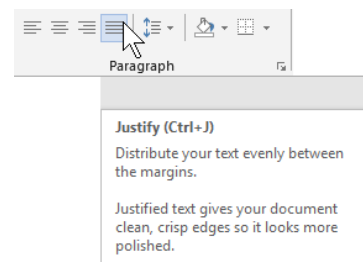 Paragraph
Justify (Ctrl+J)
Distribute your text evenly between
the margins.
Justified text gives your document
clean, crisp edges so it looks more
polished.